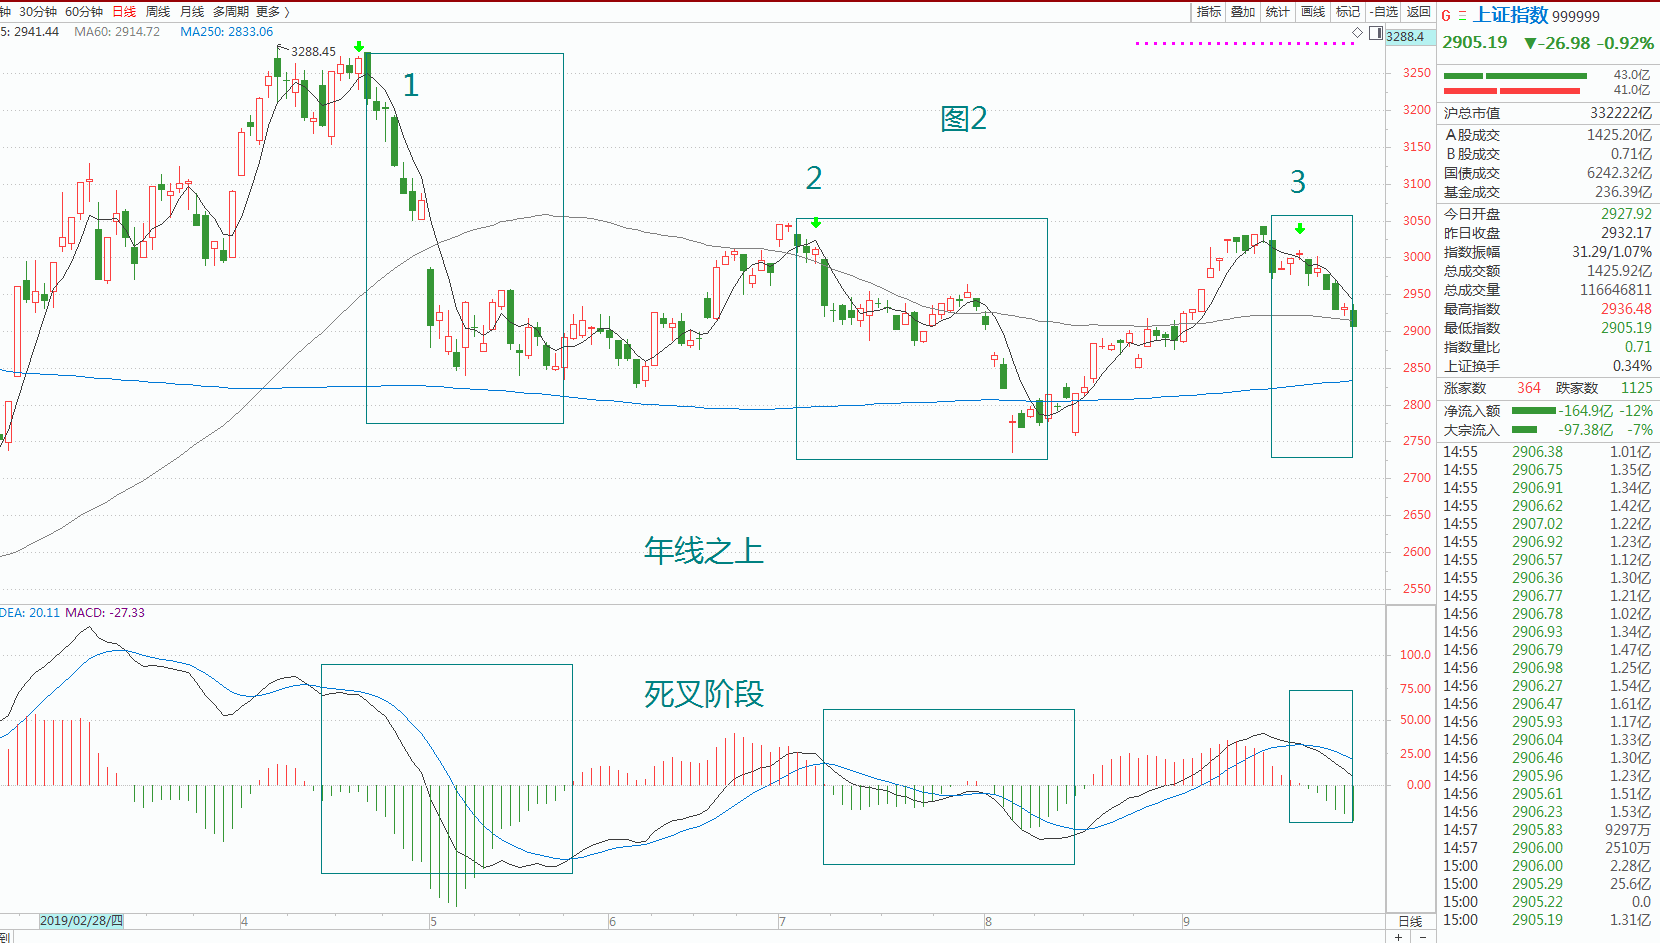 钟 30分钟 60分钟 日线 周线 月线 多周期 更多 〉
指标 叠加 统计 画线 标记 -自选 返回
G 三 上证指数 999999
5: 2941.44 MA60: 2914.72 MA250: 2833.06
3288.4
2905.19 ▼-26.98 -0.92%
3288.45
1
图2
2
3
年线之上
3250
3200
3150
3100
3050
3000
2950
2900
2850
2800
2750
2700
2650
2600
2550
DEA: 20.11 MACD: -27.33
死叉阶段
100.0
75.00
50.00
25.00
0.00
2019/02/28/四 4 5 6 7 8 9 日线
到
+ −
43.0亿
41.0亿
沪总市值 332222亿
A股成交 1425.20亿
B股成交 0.71亿
国债成交 6242.32亿
基金成交 236.39亿
今日开盘 2927.92
昨日收盘 2932.17
指数振幅 31.29/1.07%
总成交额 1425.92亿
总成交量 116646811
最高指数 2936.48
最低指数 2905.19
指数量比 0.71
上证换手 0.34%
涨家数 364 跌家数 1125
净流入额 -164.9亿 -12%
大宗流入 -97.38亿 -7%
14:55 2906.38 1.01亿
14:55 2906.75 1.35亿
14:55 2906.91 1.34亿
14:55 2906.62 1.42亿
14:55 2907.02 1.22亿
14:55 2906.92 1.23亿
14:55 2906.57 1.12亿
14:55 2906.36 1.30亿
14:55 2906.77 1.21亿
14:56 2906.78 1.02亿
14:56 2906.93 1.34亿
14:56 2906.79 1.47亿
14:56 2906.98 1.25亿
14:56 2906.27 1.54亿
14:56 2906.47 1.61亿
14:56 2905.93 1.17亿
14:56 2906.04 1.33亿
14:56 2906.46 1.30亿
14:56 2905.96 1.23亿
14:56 2905.61 1.51亿
14:56 2906.23 1.53亿
14:57 2905.83 9297万
14:57 2906.00 2510万
15:00 2906.00 2.28亿
15:00 2905.29 25.6亿
15:00 2905.22 0.0
15:00 2905.19 1.31亿